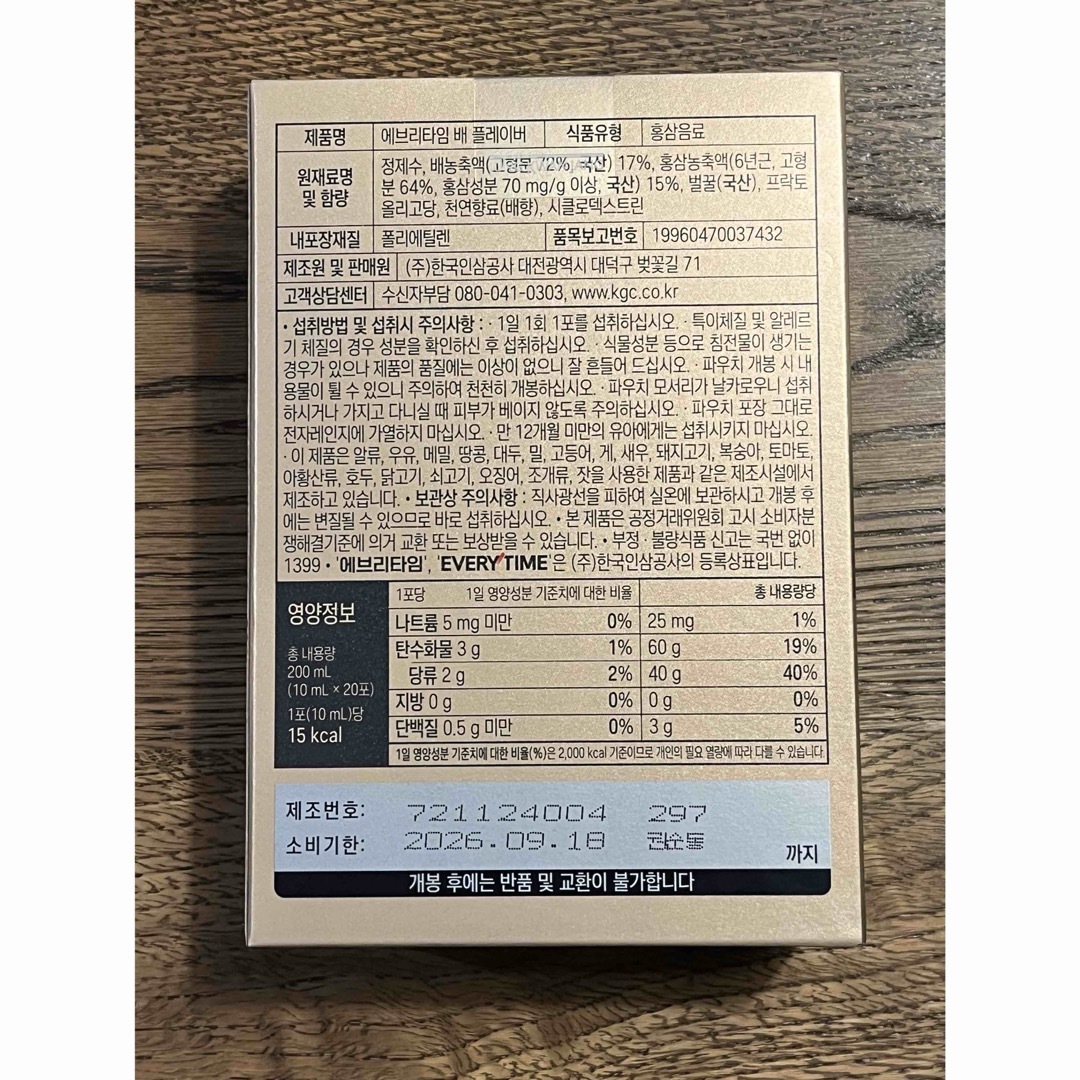 제품명 에브리타임 배 플레이버 식품유형 홍삼음료
원재료명 및 함량
정제수, 배농축액(고형분 72%, 국산) 17%, 홍삼농축액(6년근, 고형
분 64%, 홍삼성분 70 mg/g 이상, 국산) 15%, 벌꿀(국산), 프락토
올리고당, 천연향료(배향), 시클로덱스트린
내포장재질 폴리에틸렌 품목보고번호 19960470037432
제조원 및 판매원 (주)한국인삼공사 대전광역시 대덕구 벚꽃길 71
고객상담센터 수신자부담 080-041-0303, www.kgc.co.kr
• 섭취방법 및 섭취시 주의사항 : · 1일 1회 1포를 섭취하십시오. · 특이체질 및 알레르
기 체질의 경우 성분을 확인하신 후 섭취하십시오. · 식물성분 등으로 침전물이 생기는
경우가 있으나 제품의 품질에는 이상이 없으니 잘 흔들어 드십시오. · 파우치 개봉 시 내
용물이 튈 수 있으니 주의하여 천천히 개봉하십시오. · 파우치 모서리가 날카로우니 섭취
하시거나 가지고 다니실 때 피부가 베이지 않도록 주의하십시오. · 파우치 포장 그대로
전자레인지에 가열하지 마십시오. · 만 12개월 미만의 유아에게는 섭취시키지 마십시오.
· 이 제품은 알류, 우유, 메밀, 땅콩, 대두, 밀, 고등어, 게, 새우, 돼지고기, 복숭아, 토마토,
아황산류, 호두, 닭고기, 쇠고기, 오징어, 조개류, 잣을 사용한 제품과 같은 제조시설에서
제조하고 있습니다. • 보관상 주의사항 : 직사광선을 피하여 실온에 보관하시고 개봉 후
에는 변질될 수 있으므로 바로 섭취하십시오. • 본 제품은 공정거래위원회 고시 소비자분
쟁해결기준에 의거 교환 또는 보상받을 수 있습니다. • 부정 · 불량식품 신고는 국번 없이
1399 • '에브리타임', 'EVERYTIME'은 (주)한국인삼공사의 등록상표입니다.
영양정보
총 내용량
200 mL
(10 mL × 20포)
1포(10 mL)당
15 kcal
1포당 1일 영양성분 기준치에 대한 비율 총 내용량당
나트륨 5 mg 미만 0% 25 mg 1%
탄수화물 3 g 1% 60 g 19%
당류 2 g 2% 40 g 40%
지방 0 g 0% 0 g 0%
단백질 0.5 g 미만 0% 3 g 5%
1일 영양성분 기준치에 대한 비율(%)은 2,000 kcal 기준이므로 개인의 필요 열량에 따라 다를 수 있습니다.
제조번호: 721124004 297
소비기한: 2026.09.18 까지
개봉 후에는 반품 및 교환이 불가합니다